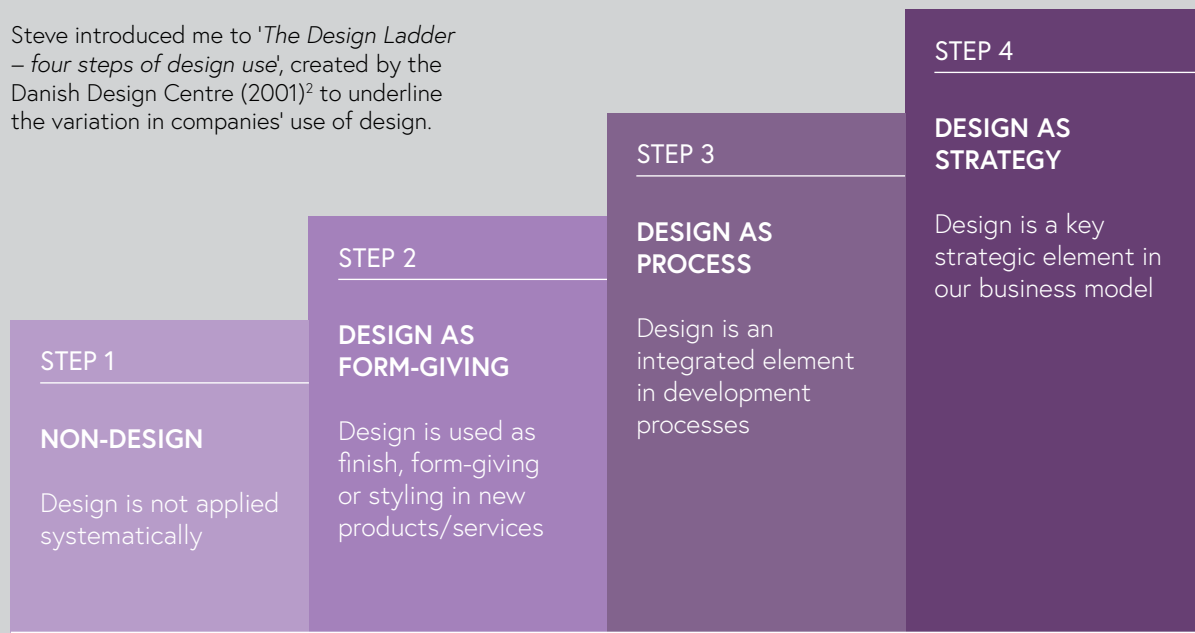 Steve introduced me to 'The Design Ladder
– four steps of design use', created by the
Danish Design Centre (2001)² to underline
the variation in companies' use of design.
STEP 1
NON-DESIGN
Design is not applied
systematically
STEP 2
DESIGN AS
FORM-GIVING
Design is used as
finish, form-giving
or styling in new
products/services
STEP 3
DESIGN AS
PROCESS
Design is an
integrated element
in development
processes
STEP 4
DESIGN AS
STRATEGY
Design is a key
strategic element in
our business model